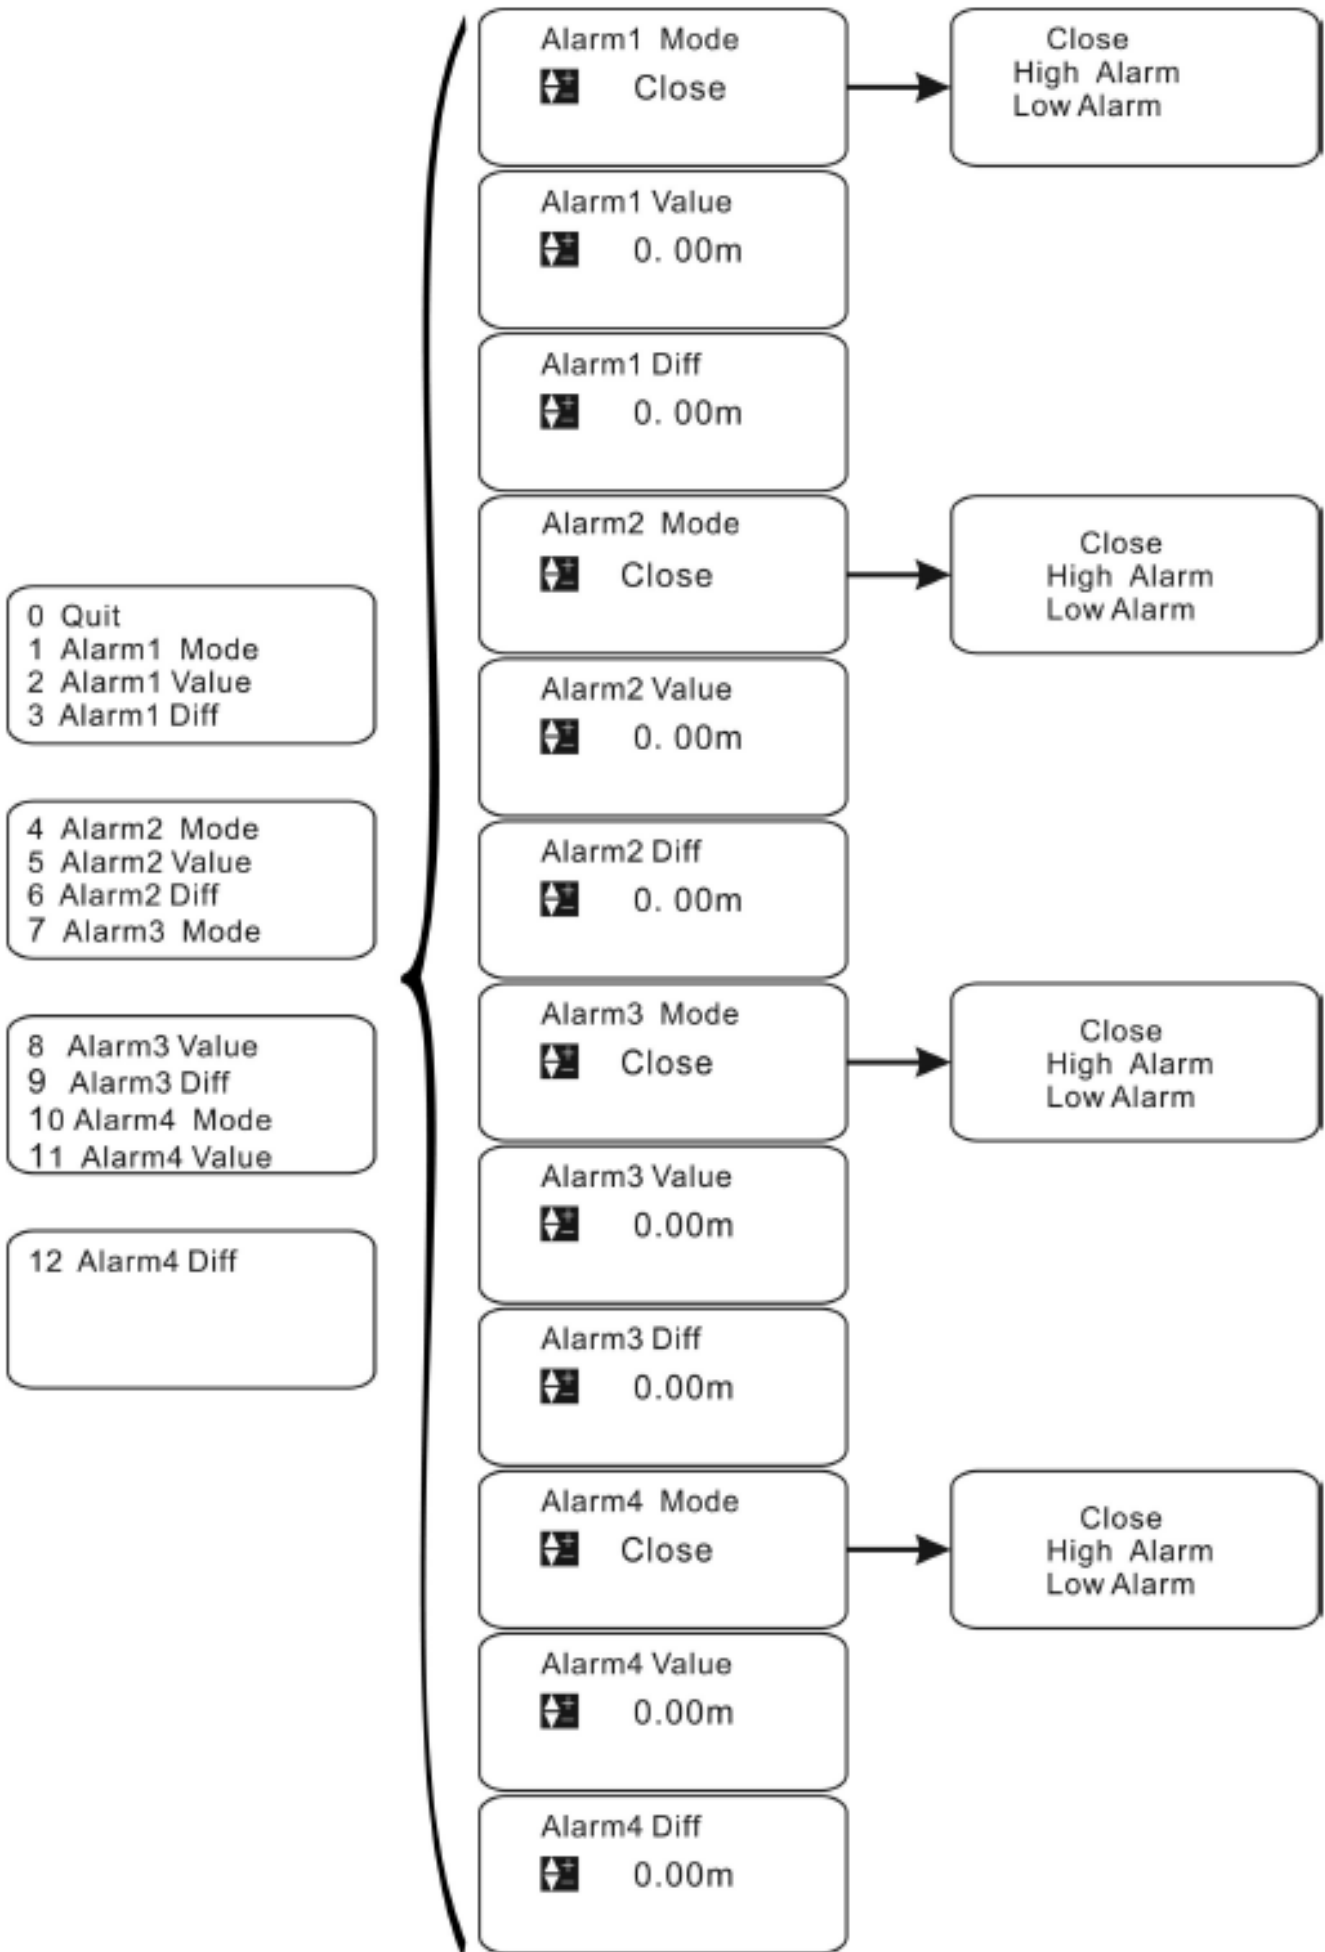 0 Quit
1 Alarm1 Mode
2 Alarm1 Value
3 Alarm1 Diff
4 Alarm2 Mode
5 Alarm2 Value
6 Alarm2 Diff
7 Alarm3 Mode
8 Alarm3 Value
9 Alarm3 Diff
10 Alarm4 Mode
11 Alarm4 Value
12 Alarm4 Diff
Alarm1 Mode
Close
Close
High Alarm
Low Alarm
Alarm1 Value
0. 00m
Alarm1 Diff
0. 00m
Alarm2 Mode
Close
Close
High Alarm
Low Alarm
Alarm2 Value
0. 00m
Alarm2 Diff
0. 00m
Alarm3 Mode
Close
Close
High Alarm
Low Alarm
Alarm3 Value
0.00m
Alarm3 Diff
0.00m
Alarm4 Mode
Close
Close
High Alarm
Low Alarm
Alarm4 Value
0.00m
Alarm4 Diff
0.00m